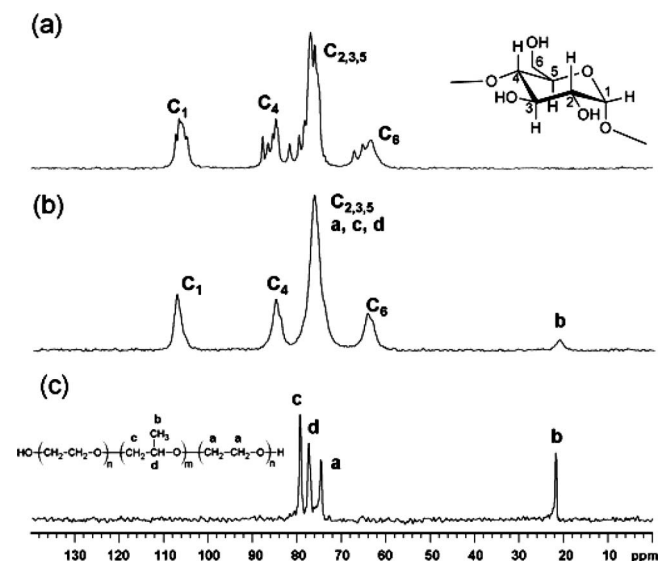 (a)
C1
C4
C2,3,5
C6
OH
6
H
H
4
5
O
O
1
HO
3
H
2
H
OH
H
O
(b)
C1
C4
C2,3,5
a, c, d
C6
b
(c)
c
d
a
b
b
CH3
c
a a
HO-(CH2-CH2-O)n-(CH2-CH-O)m-(CH2-CH2-O)n-H
d
130 120 110 100 90 80 70 60 50 40 30 20 10 ppm